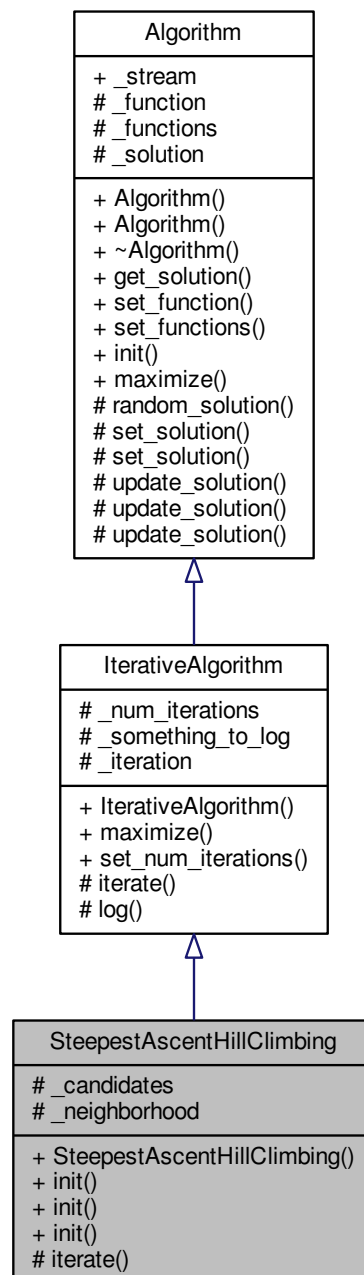 Algorithm
+ _stream
# _function
# _functions
# _solution
+ Algorithm()
+ Algorithm()
+ ~Algorithm()
+ get_solution()
+ set_function()
+ set_functions()
+ init()
+ maximize()
# random_solution()
# set_solution()
# set_solution()
# update_solution()
# update_solution()
# update_solution()
IterativeAlgorithm
# _num_iterations
# _something_to_log
# _iteration
+ IterativeAlgorithm()
+ maximize()
+ set_num_iterations()
# iterate()
# log()
SteepestAscentHillClimbing
# _candidates
# _neighborhood
+ SteepestAscentHillClimbing()
+ init()
+ init()
+ init()
# iterate()